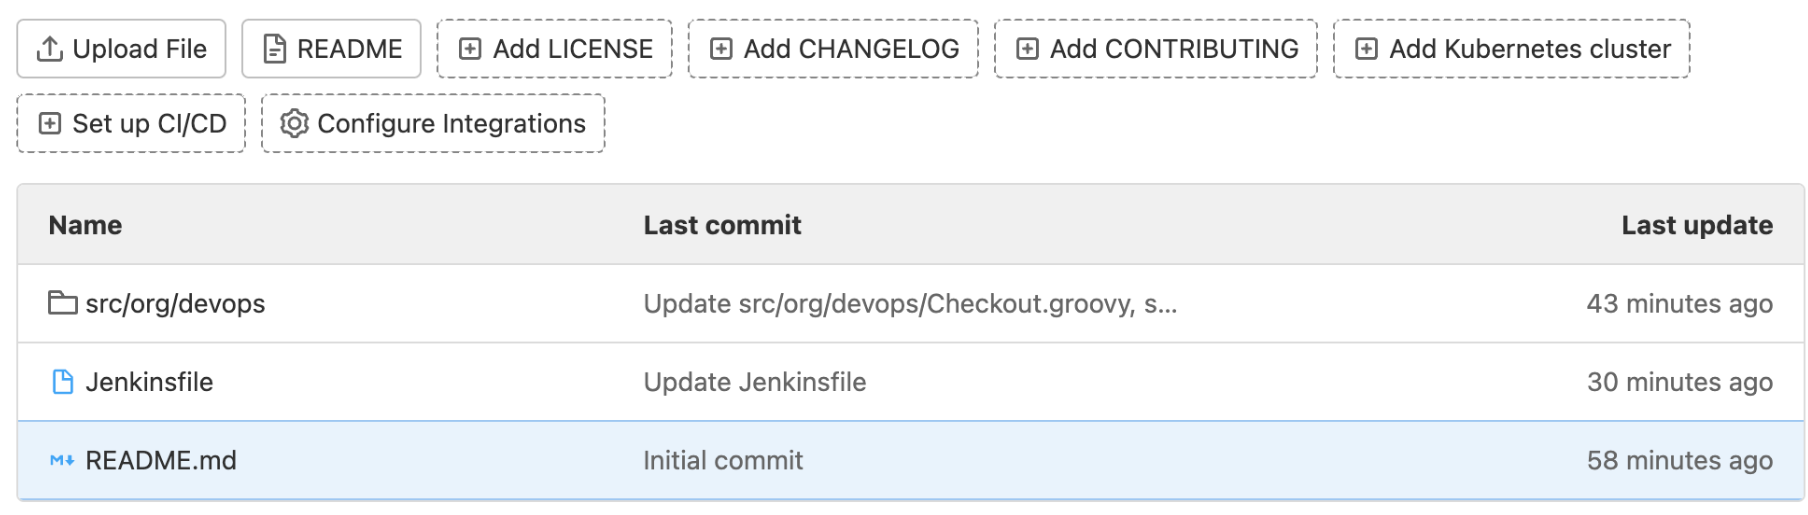 Upload File README Add LICENSE Add CHANGELOG Add CONTRIBUTING Add Kubernetes cluster
Set up CI/CD Configure Integrations
Name Last commit Last update
src/org/devops Update src/org/devops/Checkout.groovy, s... 43 minutes ago
Jenkinsfile Update Jenkinsfile 30 minutes ago
README.md Initial commit 58 minutes ago